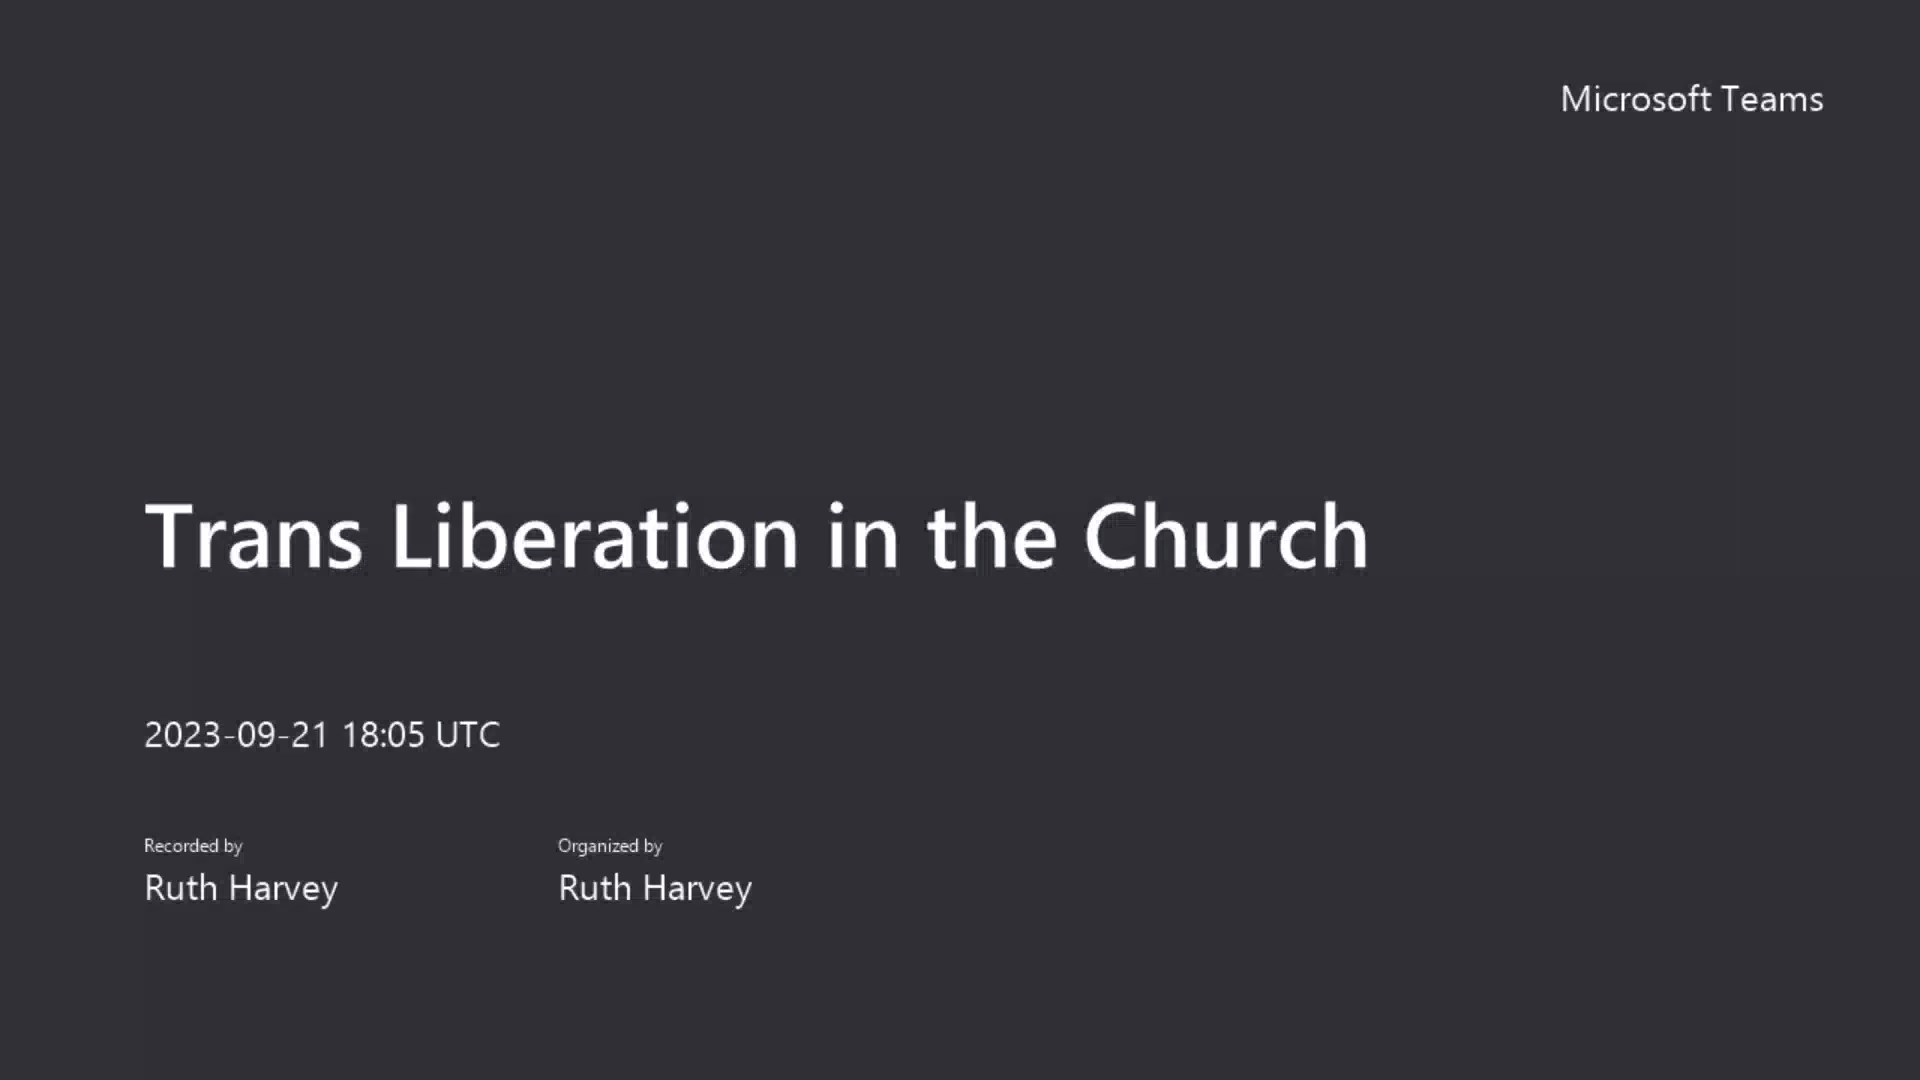 Microsoft Teams
Trans Liberation in the Church
2023-09-21 18:05 UTC
Recorded by
Ruth Harvey
Organized by
Ruth Harvey